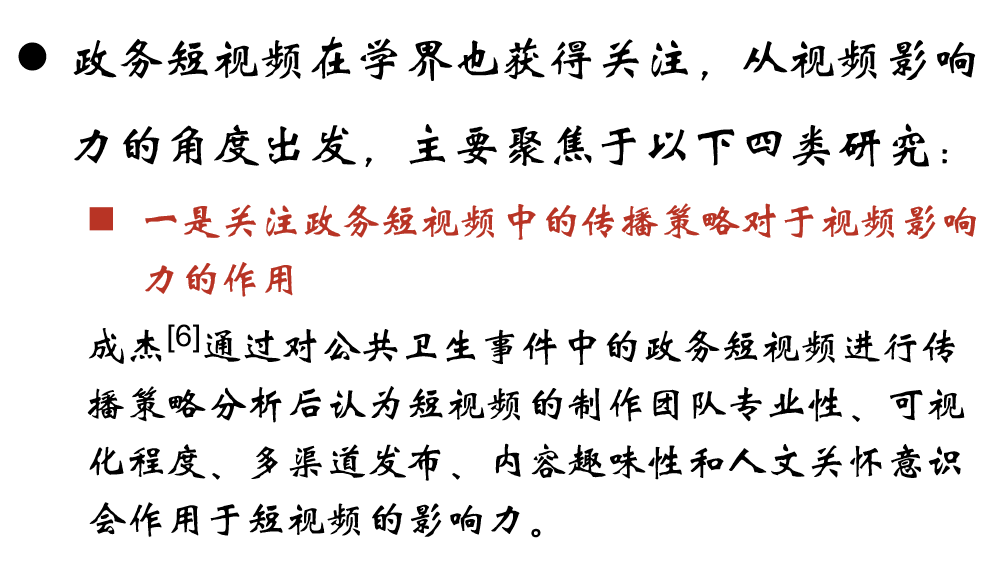 ● 政务短视频在学界也获得关注，从视频影响
力的角度出发，主要聚焦于以下四类研究：
■ 一是关注政务短视频中的传播策略对于视频影响
力的作用
成杰[6]通过对公共卫生事件中的政务短视频进行传
播策略分析后认为短视频的制作团队专业性、可视
化程度、多渠道发布、内容趣味性和人文关怀意识
会作用于短视频的影响力。